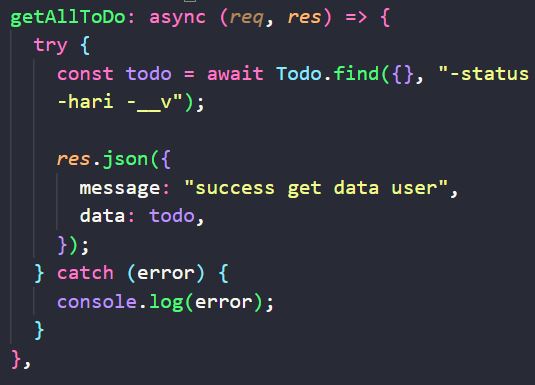 getAllToDo: async (req, res) => {
try {
const todo = await Todo.find({}, "-status
-hari -__v");
res.json({
message: "success get data user",
data: todo,
});
} catch (error) {
console.log(error);
}
},